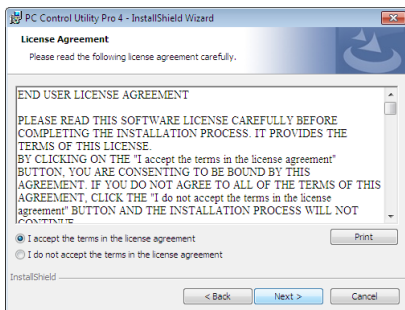 PC Control Utility Pro 4 - InstallShield Wizard
License Agreement
Please read the following license agreement carefully.
END USER LICENSE AGREEMENT
PLEASE READ THIS SOFTWARE LICENSE CAREFULLY BEFORE
COMPLETING THE INSTALLATION PROCESS. IT PROVIDES THE
TERMS OF THIS LICENSE.
BY CLICKING ON THE "I accept the terms in the license agreement"
BUTTON, YOU ARE CONSENTING TO BE BOUND BY THIS
AGREEMENT. IF YOU DO NOT AGREE TO ALL OF THE TERMS OF THIS
AGREEMENT, CLICK THE "I do not accept the terms in the license
agreement" BUTTON AND THE INSTALLATION PROCESS WILL NOT
CONTINUE
I accept the terms in the license agreement
Print
I do not accept the terms in the license agreement
InstallShield
< Back
Next >
Cancel